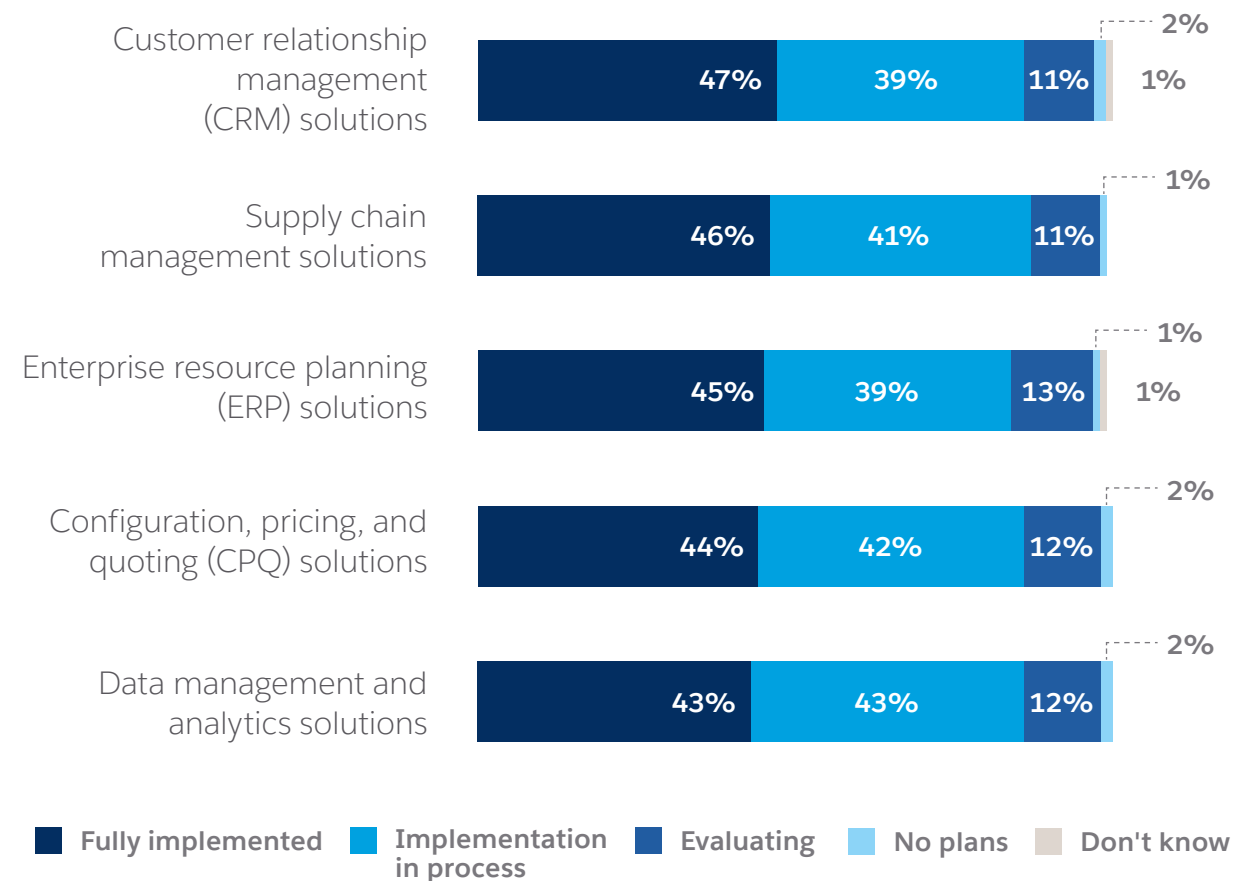 2%
Customer relationship
management
(CRM) solutions
47% 39% 11% 1%
1%
Supply chain
management solutions
46% 41% 11%
1%
Enterprise resource planning
(ERP) solutions
45% 39% 13% 1%
2%
Configuration, pricing, and
quoting (CPQ) solutions
44% 42% 12%
2%
Data management and
analytics solutions
43% 43% 12%
Fully implemented
Implementation
in process
Evaluating
No plans
Don't know